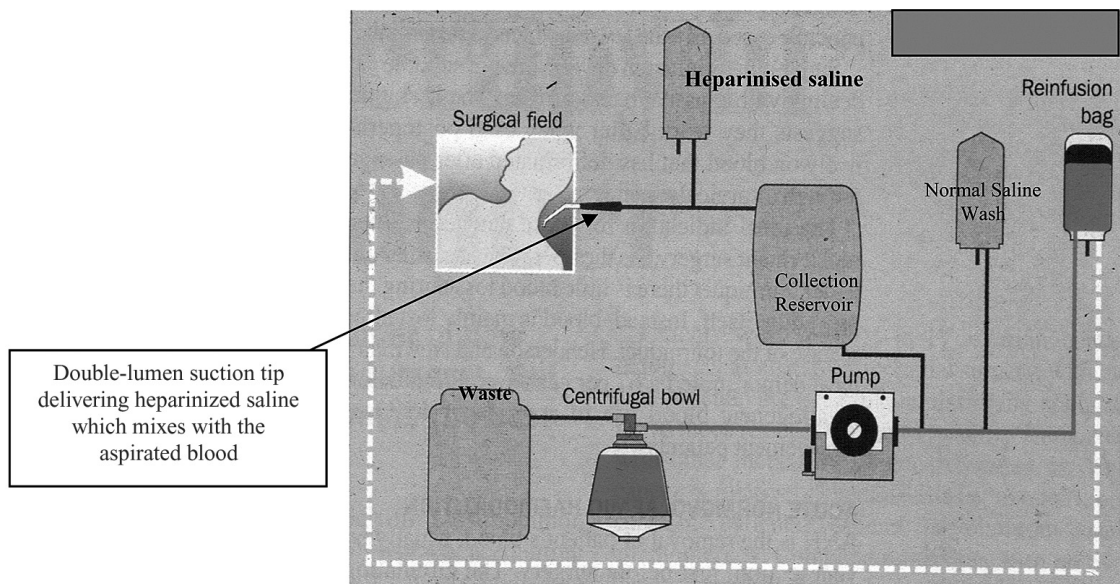 Heparinised saline
Reinfusion
bag
Surgical field
Normal Saline
Wash
Collection
Reservoir
Double-lumen suction tip
delivering heparinized saline
which mixes with the
aspirated blood
Waste
Centrifugal bowl
Pump